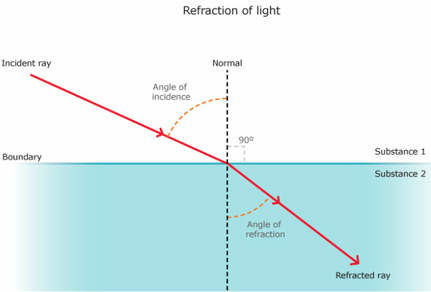 Refraction of light
Incident ray
Normal
Angle of
incidence
90º
Boundary
Substance 1
Substance 2
Angle of
refraction
Refracted ray